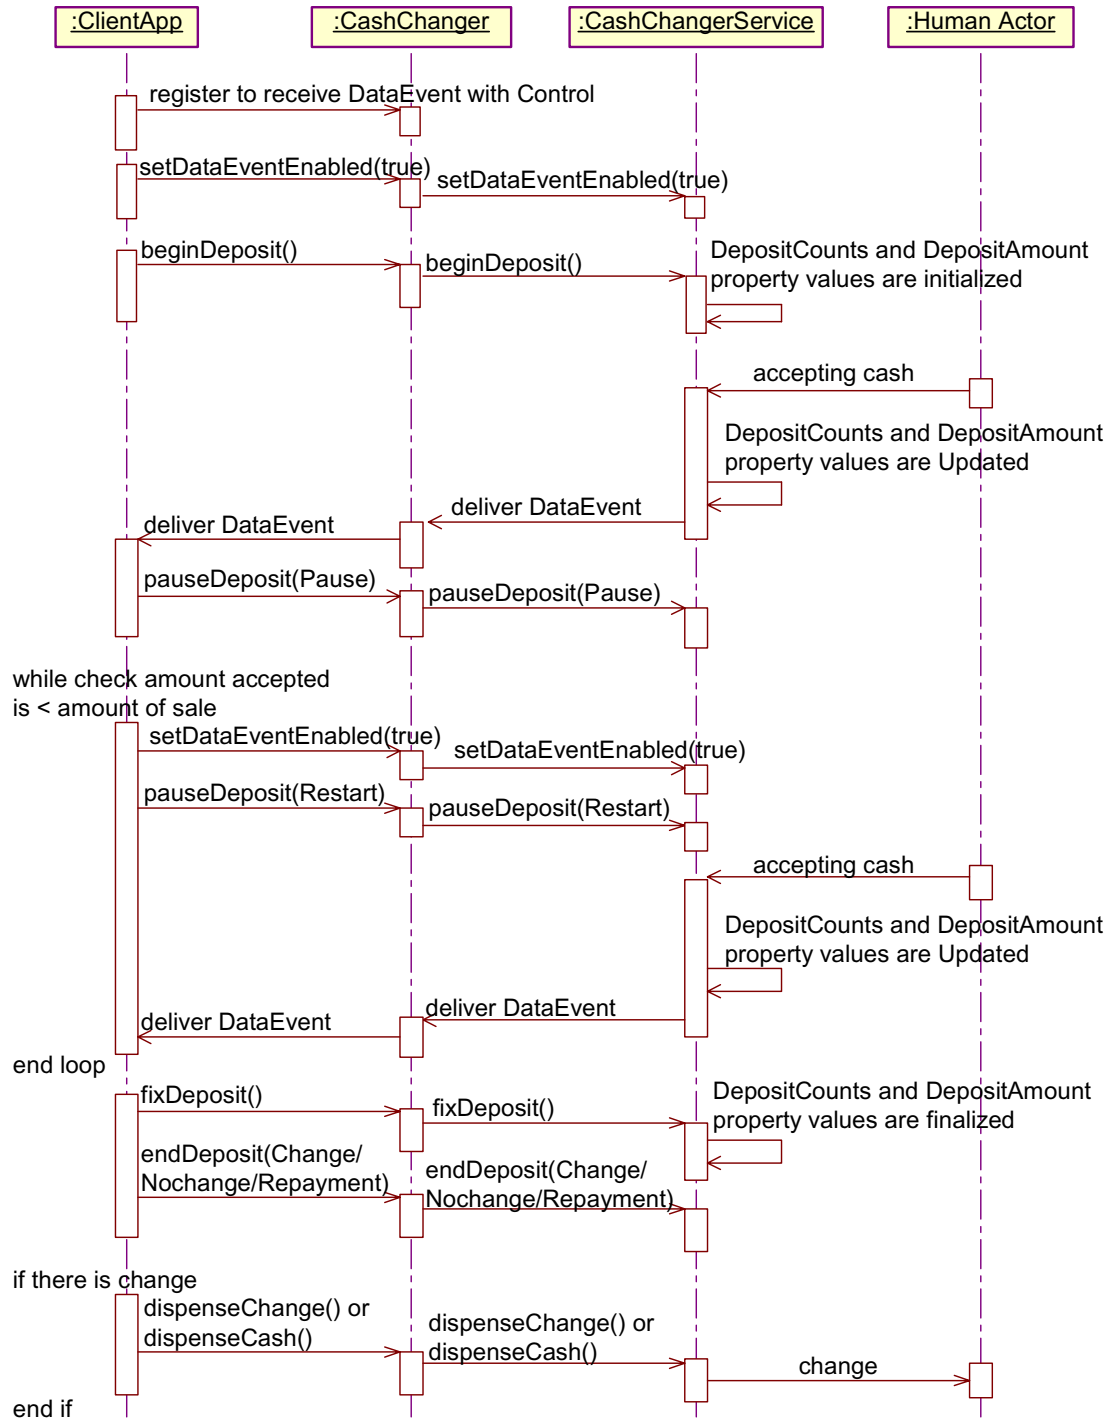 :ClientApp
:CashChanger
:CashChangerService
:Human Actor
register to receive DataEvent with Control
setDataEventEnabled(true)
setDataEventEnabled(true)
beginDeposit()
beginDeposit()
DepositCounts and DepositAmount
property values are initialized
accepting cash
DepositCounts and DepositAmount
property values are Updated
deliver DataEvent
deliver DataEvent
pauseDeposit(Pause)
pauseDeposit(Pause)
while check amount accepted
is < amount of sale
setDataEventEnabled(true)
setDataEventEnabled(true)
pauseDeposit(Restart)
pauseDeposit(Restart)
accepting cash
DepositCounts and DepositAmount
property values are Updated
deliver DataEvent
deliver DataEvent
end loop
fixDeposit()
fixDeposit()
DepositCounts and DepositAmount
property values are finalized
endDeposit(Change/
Nochange/Repayment)
endDeposit(Change/
Nochange/Repayment)
if there is change
dispenseChange() or
dispenseCash()
dispenseChange() or
dispenseCash()
change
end if